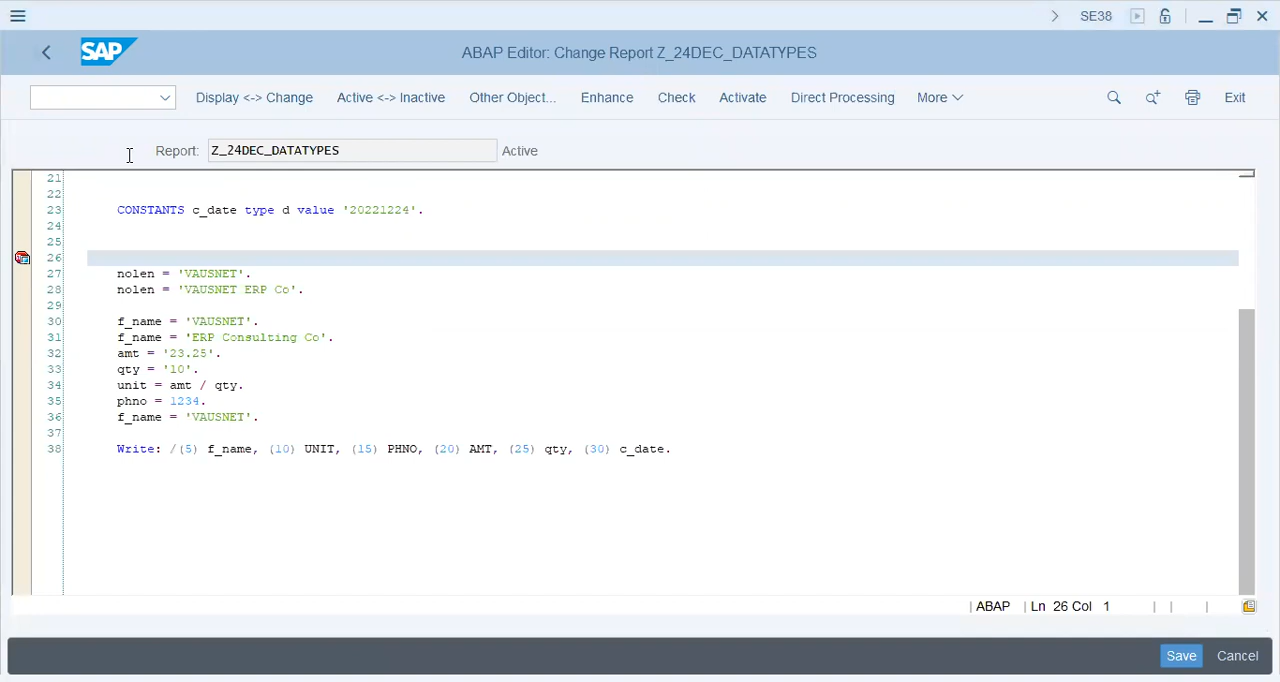 SE38
SAP ABAP Editor: Change Report Z_24DEC_DATATYPES
Display <-> Change Active <-> Inactive Other Object... Enhance Check Activate Direct Processing More Exit
Report: Z_24DEC_DATATYPES Active
21
22
23 CONSTANTS c_date type d value '20221224'.
24
25
26
27 nolen = 'VAUSNET'.
28 nolen = 'VAUSNET ERP Co'.
29
30 f_name = 'VAUSNET'.
31 f_name = 'ERP Consulting Co'.
32 amt = '23.25'.
33 qty = '10'.
34 unit = amt / qty.
35 phno = 1234.
36 f_name = 'VAUSNET'.
37
38 Write: /(5) f_name, (10) UNIT, (15) PHNO, (20) AMT, (25) qty, (30) c_date.
| ABAP | Ln 26 Col 1 | | |
Save Cancel